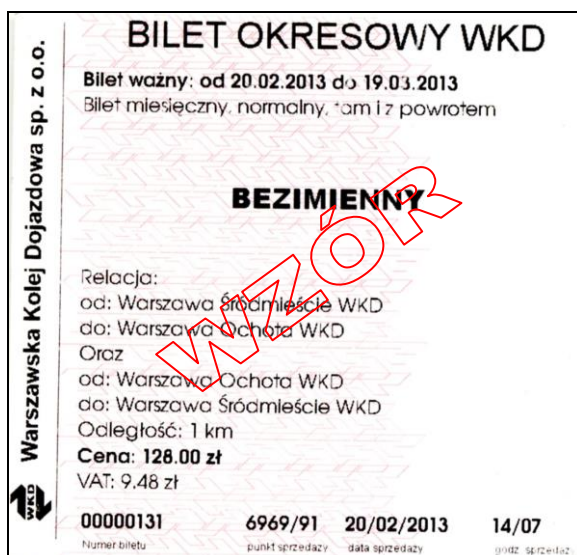 BILET OKRESOWY WKD
Bilet ważny: od 20.02.2013 do 19.03.2013
Bilet miesięczny, normalny, tam i z powrotem
BEZIMIENNY
WZÓR
Relacja:
od: Warszawa Śródmieście WKD
do: Warszawa Ochota WKD
Oraz
od: Warszawa Ochota WKD
do: Warszawa Śródmieście WKD
Odległość: 1 km
Cena: 128.00 zł
VAT: 9.48 zł
00000131 6969/91 20/02/2013 14/07
Numer biletu punkt sprzedaży data sprzedaży godz. sprzedaż
Warszawska Kolej Dojazdowa sp. z o.o.
WKD